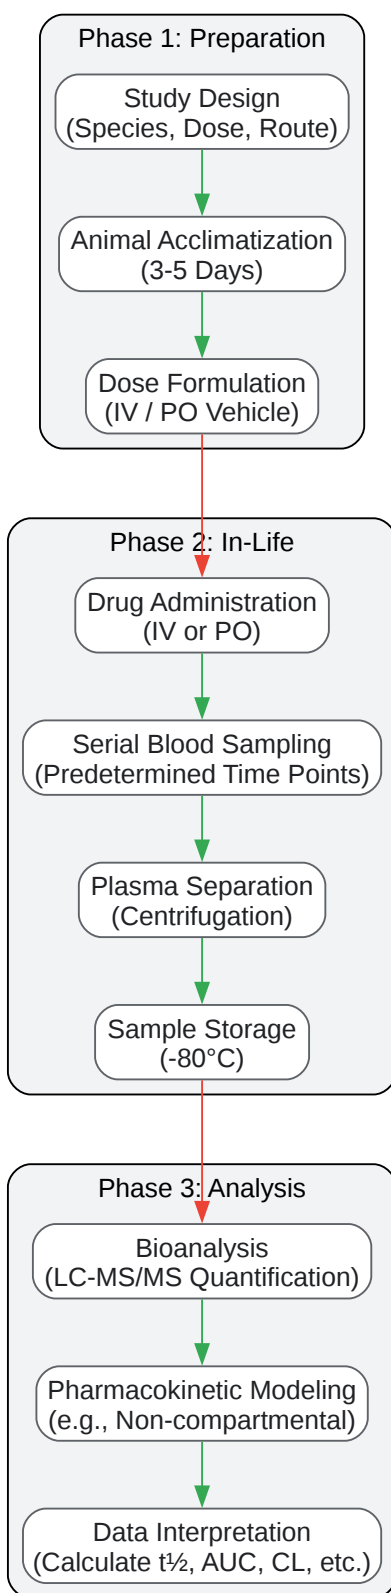 Phase 1: Preparation
Study Design
(Species, Dose, Route)
Animal Acclimatization
(3-5 Days)
Dose Formulation
(IV / PO Vehicle)
Phase 2: In-Life
Drug Administration
(IV or PO)
Serial Blood Sampling
(Predetermined Time Points)
Plasma Separation
(Centrifugation)
Sample Storage
(-80°C)
Phase 3: Analysis
Bioanalysis
(LC-MS/MS Quantification)
Pharmacokinetic Modeling
(e.g., Non-compartmental)
Data Interpretation
(Calculate t½, AUC, CL, etc.)